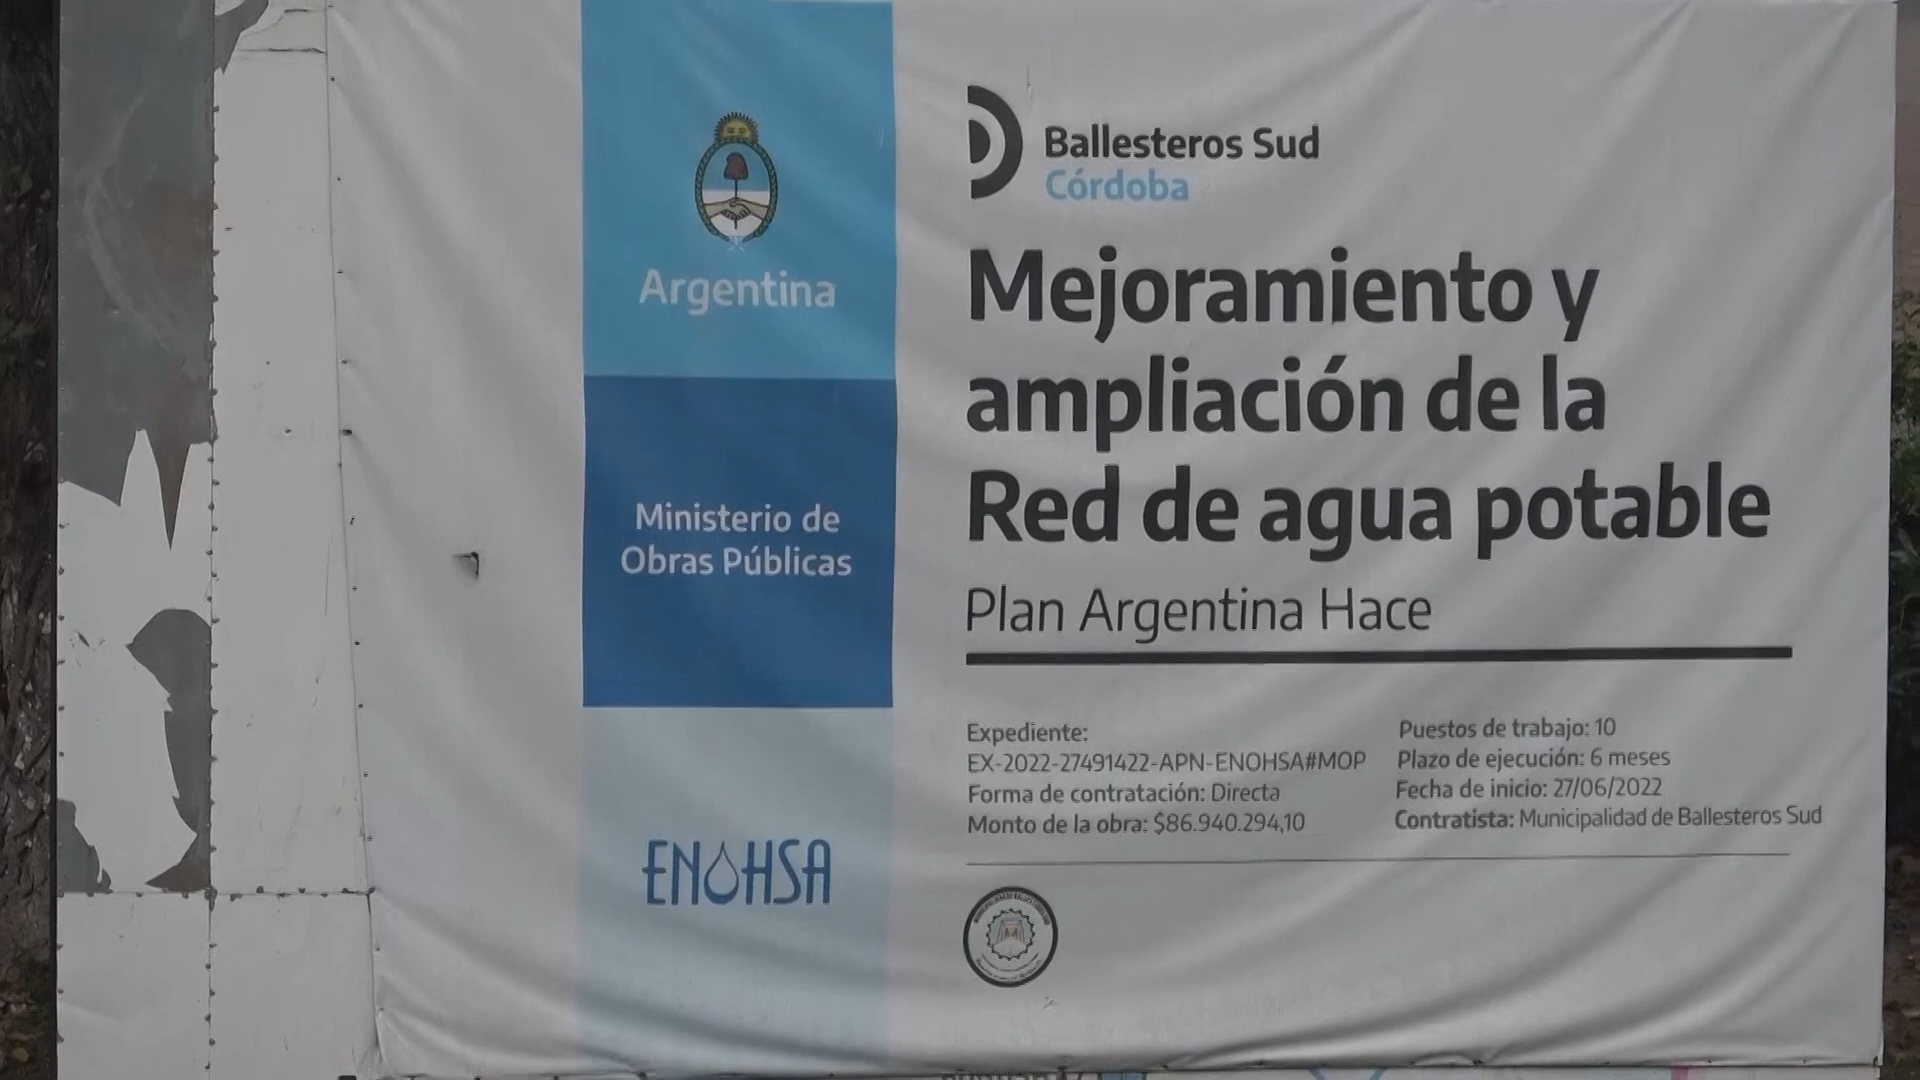 Argentina
Ministerio de
Obras Públicas
ENOHSA
Ballesteros Sud
Córdoba
Mejoramiento y
ampliación de la
Red de agua potable
Plan Argentina Hace
Expediente:
EX-2022-27491422-APN-ENOHSA#MOP
Forma de contratación: Directa
Monto de la obra: $86.940.294,10
Puestos de trabajo: 10
Plazo de ejecución: 6 meses
Fecha de inicio: 27/06/2022
Contratista: Municipalidad de Ballesteros Sud